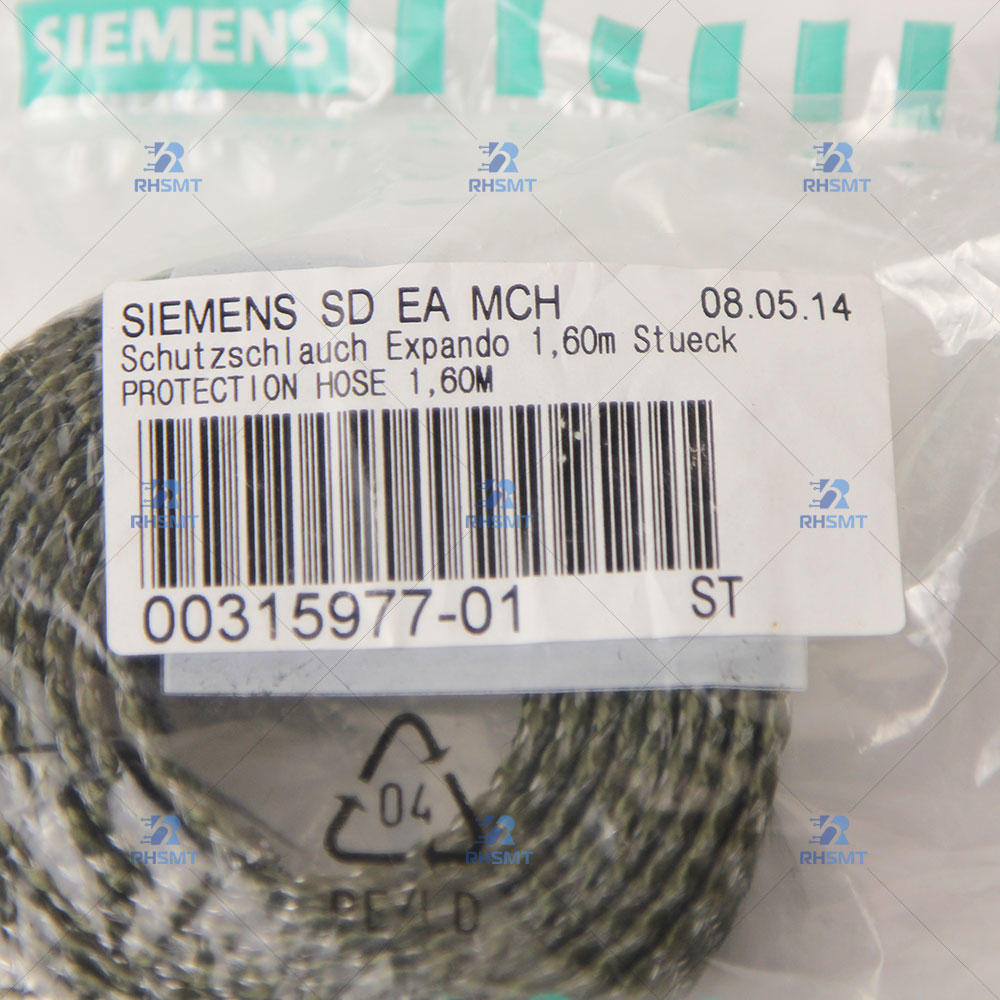 SIEMENS
RHSMT RHSMT RHSMT
SIEMENS SD EA MCH 08.05.14
Schutzschlauch Expando 1,60m Stueck
PROTECTION HOSE 1,60M
RHSMT RHSMT RHSMT
00315977-01 ST
04
RHSMT RHSMT RHSMT
PE/LD